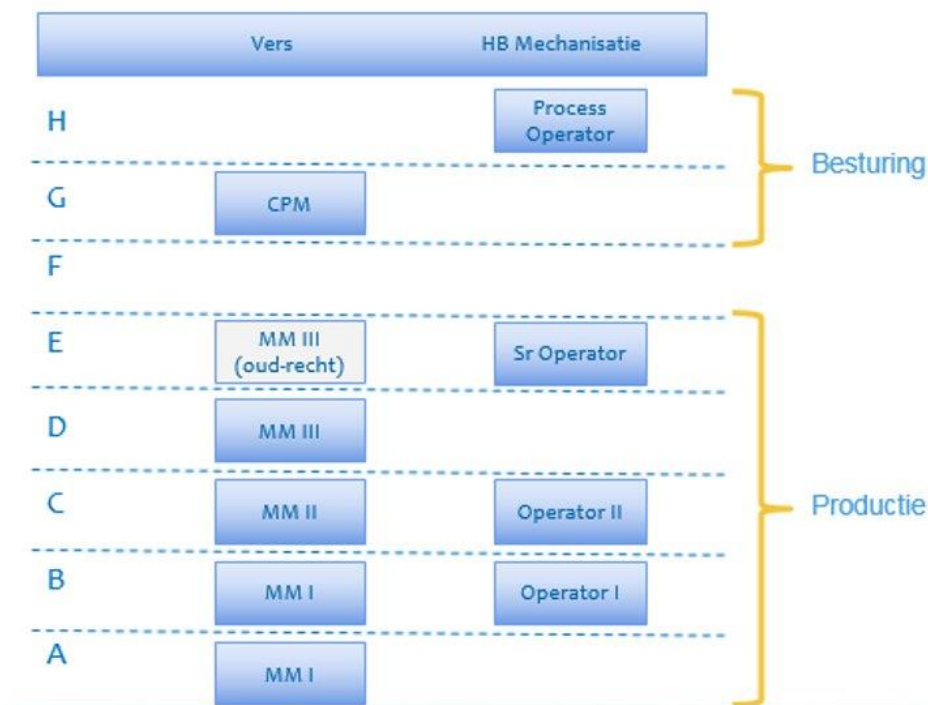 Vers HB Mechanisatie
H Process
Operator
Besturing
G CPM
F
E MM III
(oud-recht) Sr Operator
D MM III
C MM II Operator II
Productie
B MM I Operator I
A MM I